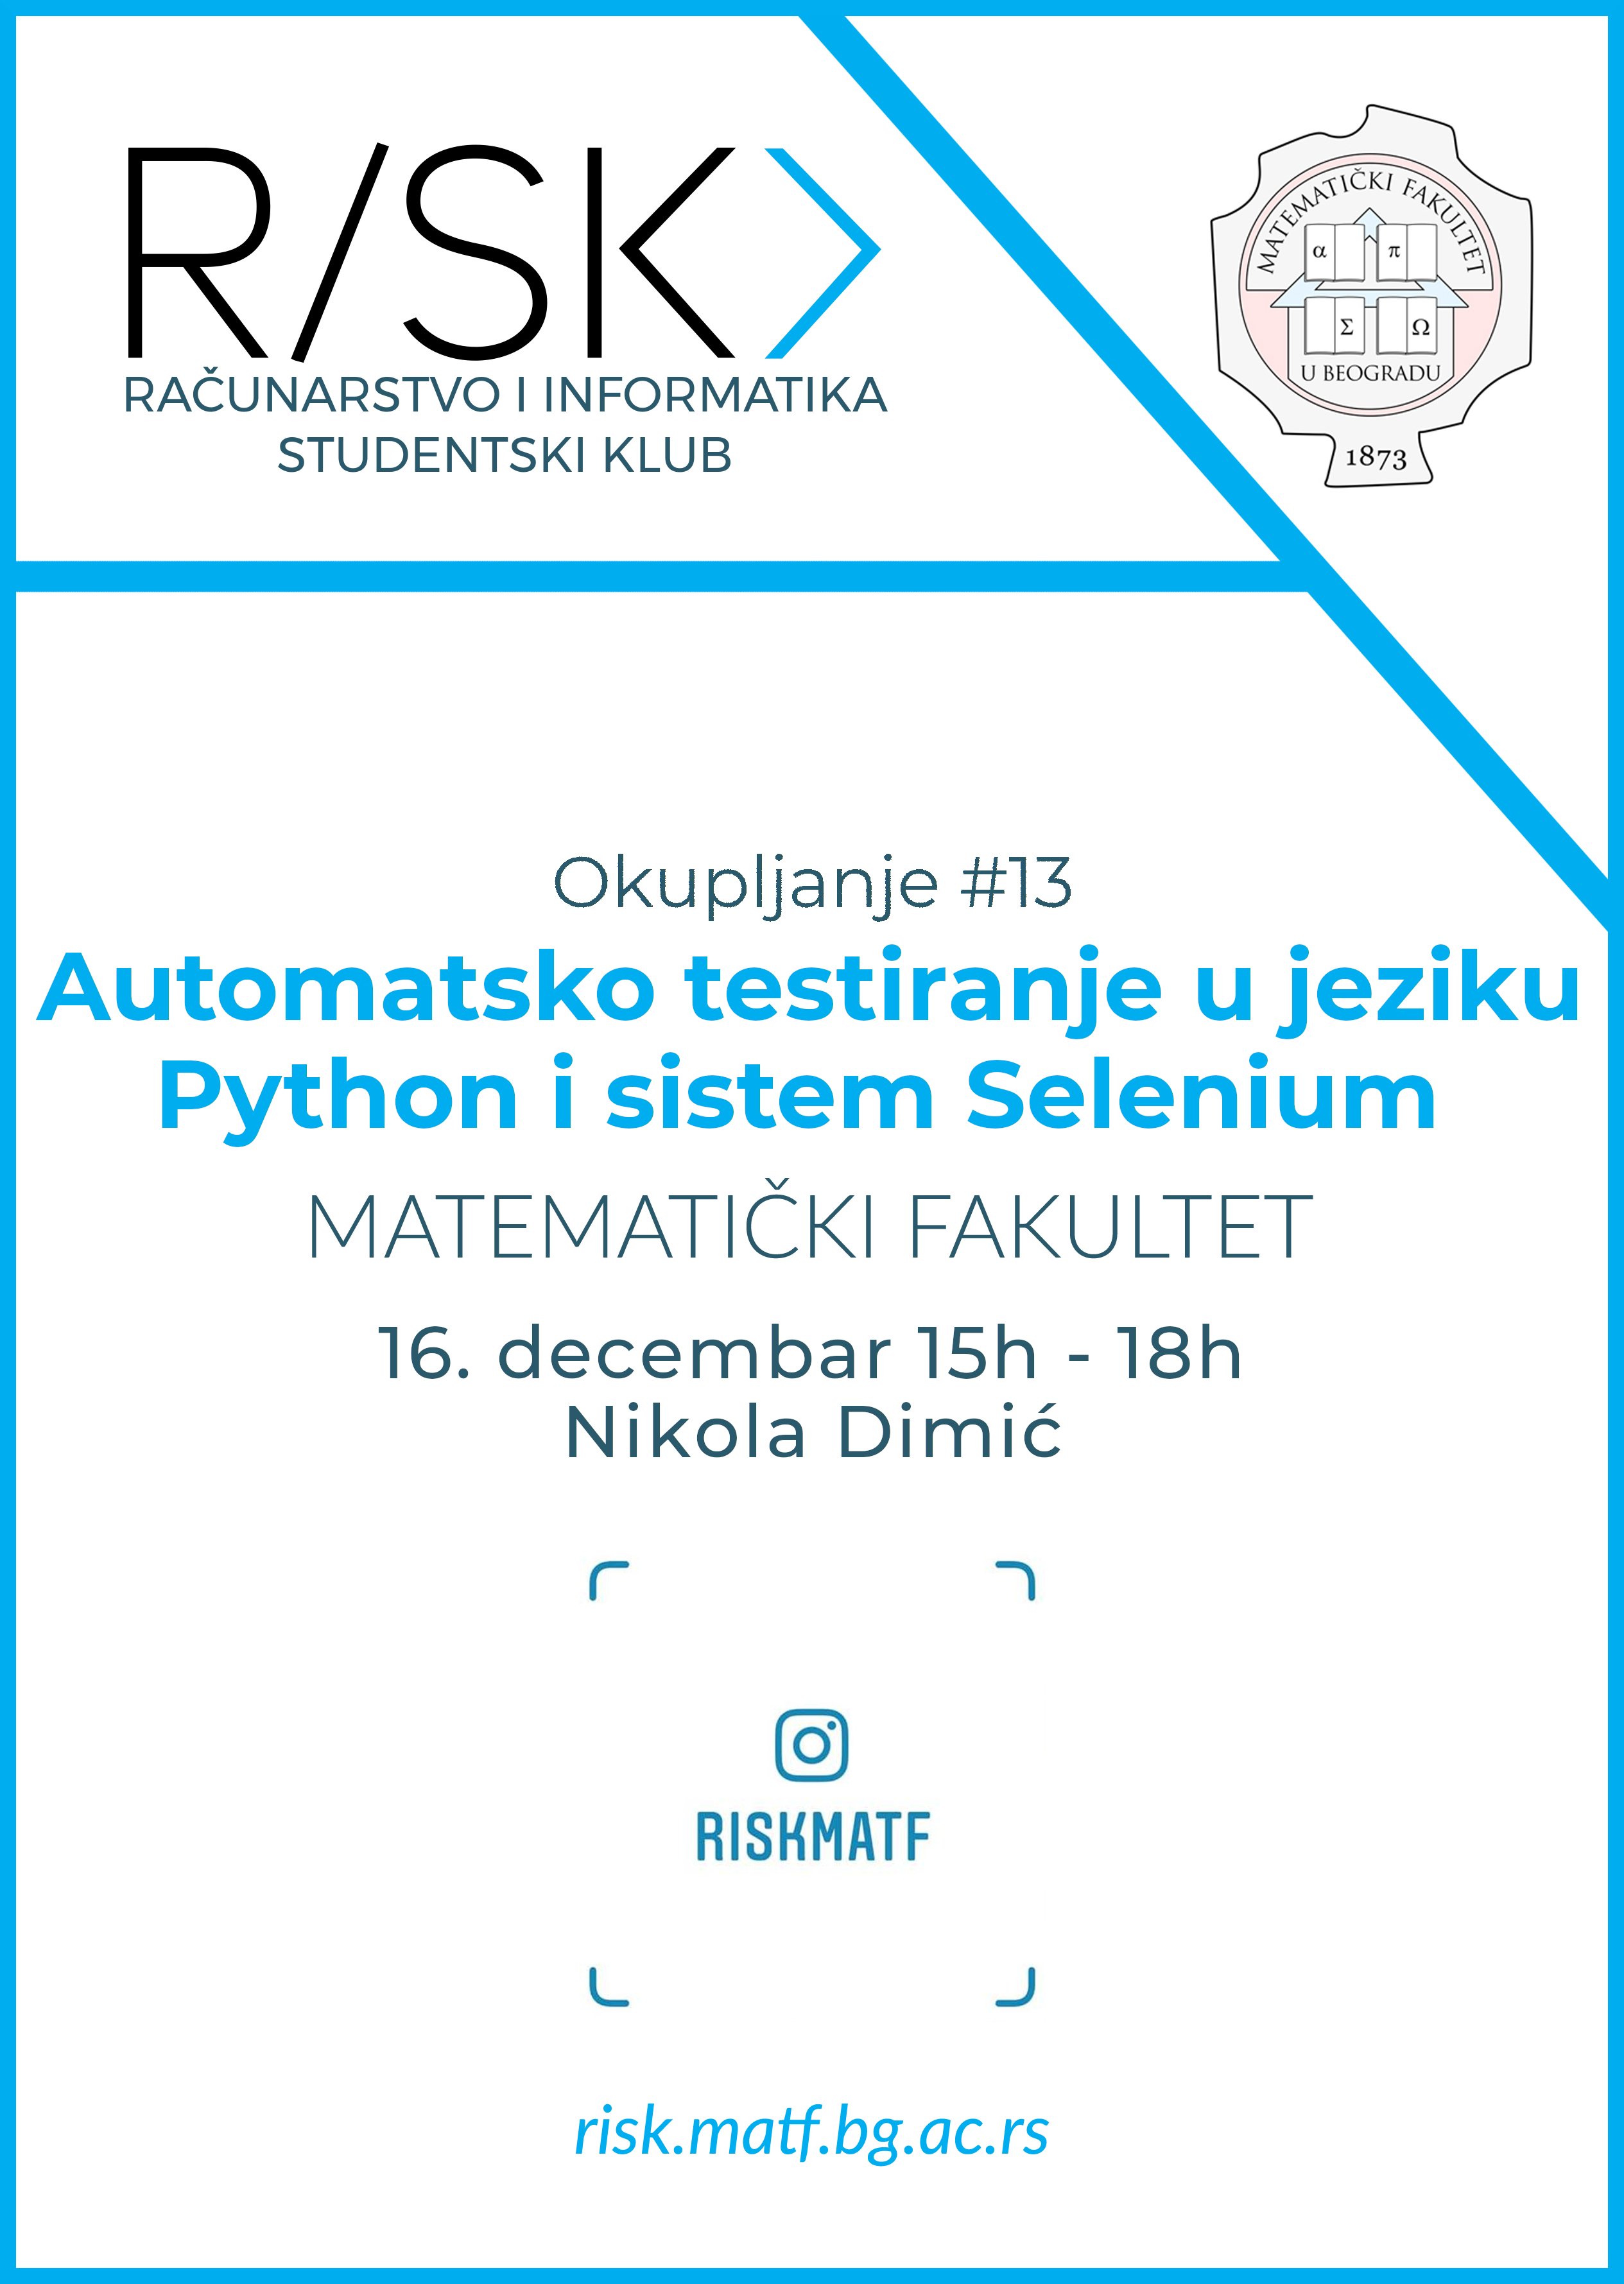 R/SK>
RAČUNARSTVO I INFORMATIKA
STUDENTSKI KLUB
MATEMATIČKI FAKULTET
α π
Σ Ω
U BEOGRADU
1873
Okupljanje #13
Automatsko testiranje u jeziku
Python i sistem Selenium
MATEMATIČKI FAKULTET
16. decembar 15h - 18h
Nikola Dimić
RISKMATF
risk.matf.bg.ac.rs